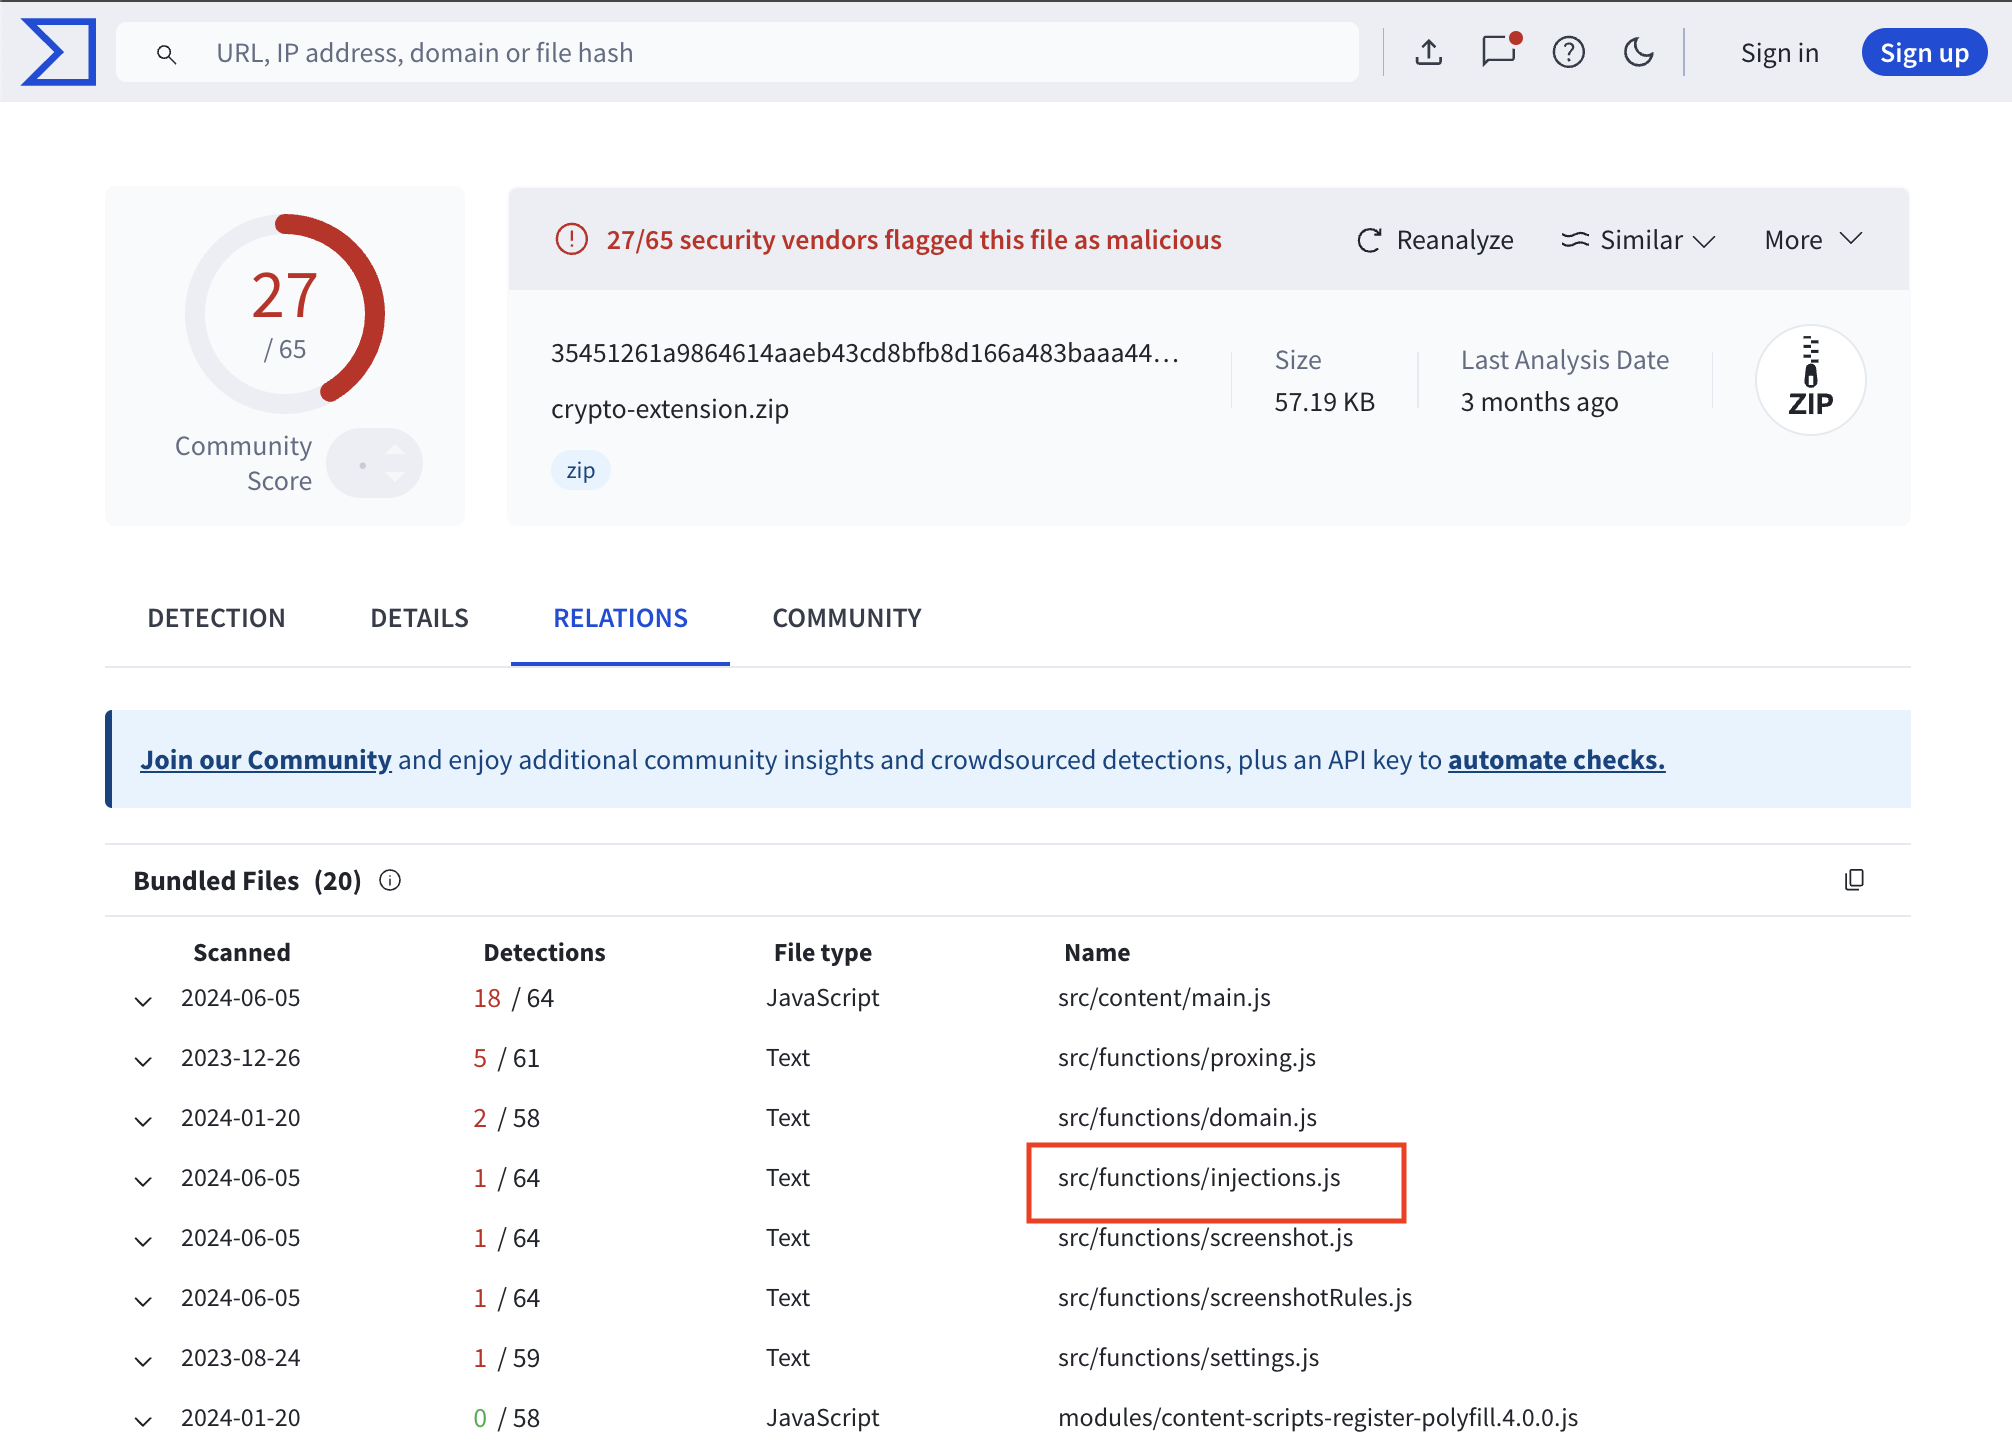 URL, IP address, domain or file hash
Sign in
Sign up
27
/ 65
Community
Score
27/65 security vendors flagged this file as malicious
Reanalyze
Similar
More
35451261a9864614aaeb43cd8bfb8d166a483baaa44…
crypto-extension.zip
zip
Size
57.19 KB
Last Analysis Date
3 months ago
ZIP
DETECTION
DETAILS
RELATIONS
COMMUNITY
Join our Community and enjoy additional community insights and crowdsourced detections, plus an API key to automate checks.
Bundled Files (20)
Scanned Detections File type Name
2024-06-05 18 / 64 JavaScript src/content/main.js
2023-12-26 5 / 61 Text src/functions/proxing.js
2024-01-20 2 / 58 Text src/functions/domain.js
2024-06-05 1 / 64 Text src/functions/injections.js
2024-06-05 1 / 64 Text src/functions/screenshot.js
2024-06-05 1 / 64 Text src/functions/screenshotRules.js
2023-08-24 1 / 59 Text src/functions/settings.js
2024-01-20 0 / 58 JavaScript modules/content-scripts-register-polyfill.4.0.0.js